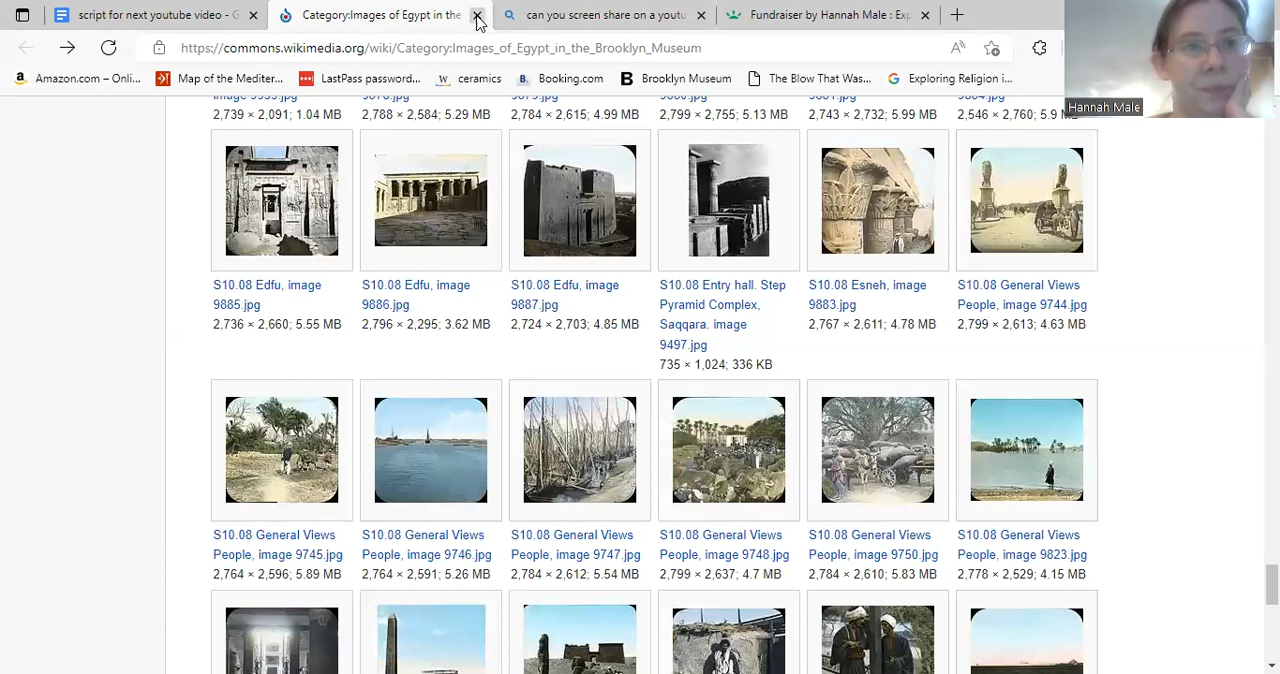 script for next youtube video - G
Category:Images of Egypt in the
can you screen share on a youtu
Fundraiser by Hannah Male : Exp
https://commons.wikimedia.org/wiki/Category:Images_of_Egypt_in_the_Brooklyn_Museum
Amazon.com – Onli...
Map of the Mediter...
LastPass password...
ceramics
Booking.com
Brooklyn Museum
The Blow That Was...
Exploring Religion i...
Hannah Male
2,739 × 2,091; 1.04 MB
2,788 × 2,584; 5.29 MB
2,784 × 2,615; 4.99 MB
2,799 × 2,755; 5.13 MB
2,743 × 2,732; 5.99 MB
2,546 × 2,760; 5.9 MB
S10.08 Edfu, image
9885.jpg
2,736 × 2,660; 5.55 MB
S10.08 Edfu, image
9886.jpg
2,796 × 2,295; 3.62 MB
S10.08 Edfu, image
9887.jpg
2,724 × 2,703; 4.85 MB
S10.08 Entry hall. Step
Pyramid Complex,
Saqqara. image
9497.jpg
735 × 1,024; 336 KB
S10.08 Esneh, image
9883.jpg
2,767 × 2,611; 4.78 MB
S10.08 General Views
People, image 9744.jpg
2,799 × 2,613; 4.63 MB
S10.08 General Views
People, image 9745.jpg
2,764 × 2,596; 5.89 MB
S10.08 General Views
People, image 9746.jpg
2,764 × 2,591; 5.26 MB
S10.08 General Views
People, image 9747.jpg
2,784 × 2,612; 5.54 MB
S10.08 General Views
People, image 9748.jpg
2,799 × 2,637; 4.7 MB
S10.08 General Views
People, image 9750.jpg
2,784 × 2,610; 5.83 MB
S10.08 General Views
People, image 9823.jpg
2,778 × 2,529; 4.15 MB